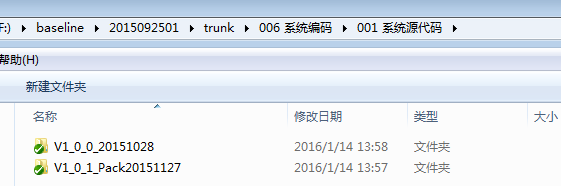 F:) ▸ baseline ▸ 2015092501 ▸ trunk ▸ 006 系统编码 ▸ 001 系统源代码 ▸
帮助(H)
新建文件夹
名称 修改日期 类型 大小
V1_0_0_20151028 2016/1/14 13:58 文件夹
V1_0_1_Pack20151127 2016/1/14 13:57 文件夹